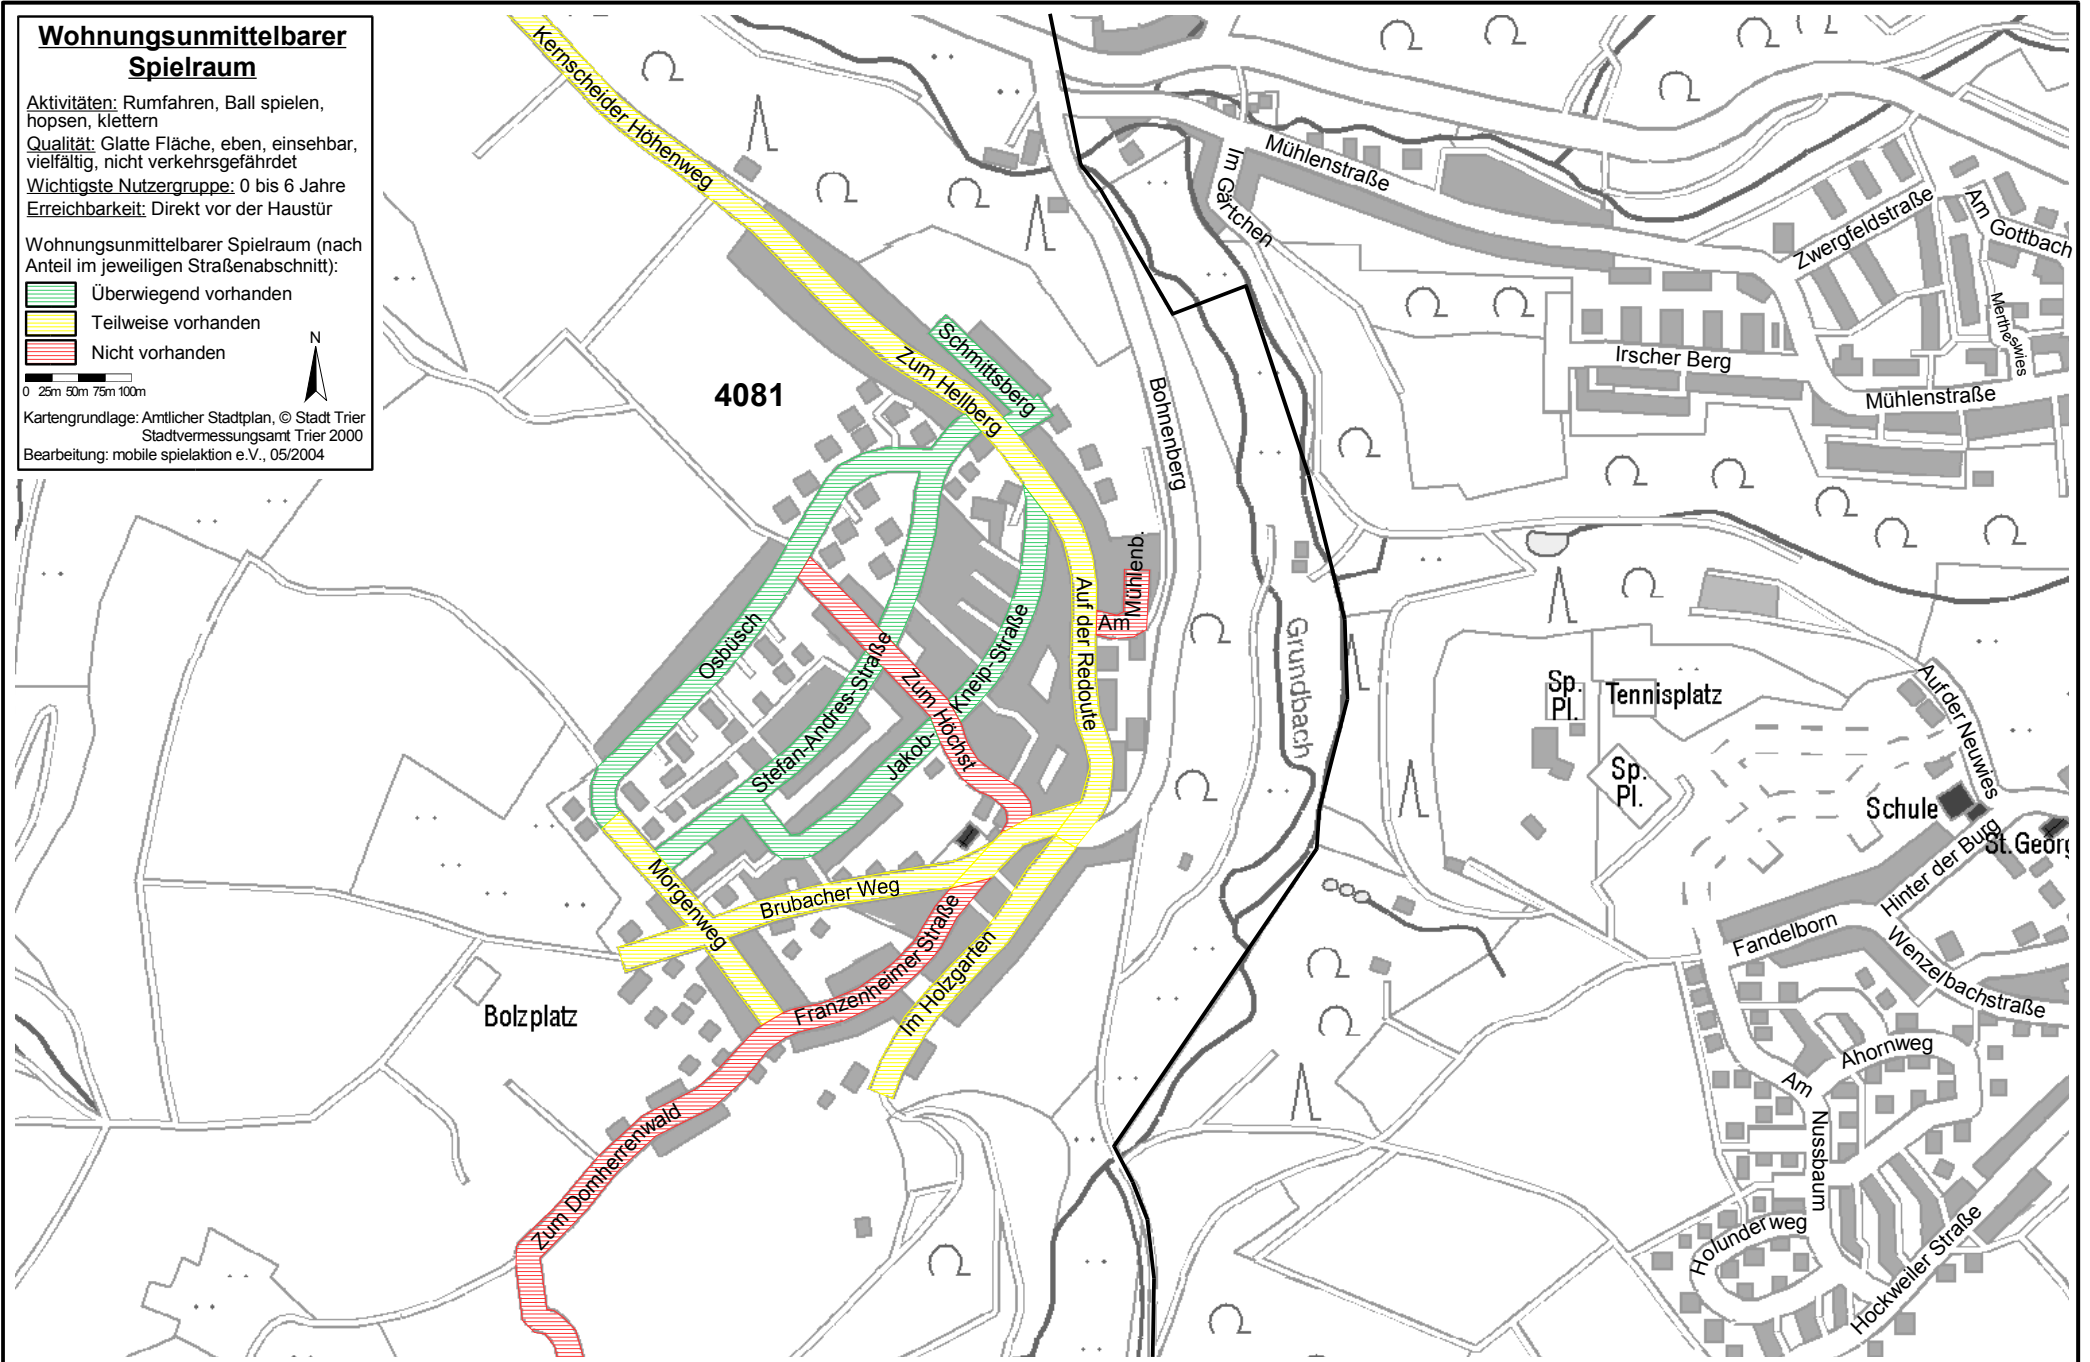 Wohnungsunmittelbarer
Spielraum
Aktivitäten: Rumfahren, Ball spielen,
hopsen, klettern
Qualität: Glatte Fläche, eben, einsehbar,
vielfältig, nicht verkehrsgefährdet
Wichtigste Nutzergruppe: 0 bis 6 Jahre
Erreichbarkeit: Direkt vor der Haustür
Wohnungsunmittelbarer Spielraum (nach
Anteil im jeweiligen Straßenabschnitt):
Überwiegend vorhanden
Teilweise vorhanden
Nicht vorhanden
N
0 25m 50m 75m 100m
Kartengrundlage: Amtlicher Stadtplan, © Stadt Trier
Stadtvermessungsamt Trier 2000
Bearbeitung: mobile spielaktion e.V., 05/2004
Kernscheider Höhenweg
Mühlenstraße
Im Gärtchen
Zwergfeldstraße
Am Gottbach
Mertheswies
Irscher Berg
Mühlenstraße
Schmittsberg
Zum Hellberg
4081
Bohnenberg
Am Mühlenb.
Auf der Redoute
Osbüsch
Stefan-Andres-Straße
Zum Höchst
Jakob-Kneip-Straße
Grundbach
Sp.
Pl.
Tennisplatz
Sp.
Pl.
Auf der Neuwies
Schule
St. Georg
Hinter der Burg
Fandelborn
Wenzelbachstraße
Morgenweg
Brubacher Weg
Franzenheimer Straße
Im Holzgarten
Bolzplatz
Zum Domherrenwald
Ahornweg
Am Nussbaum
Holunderweg
Hockweiler Straße